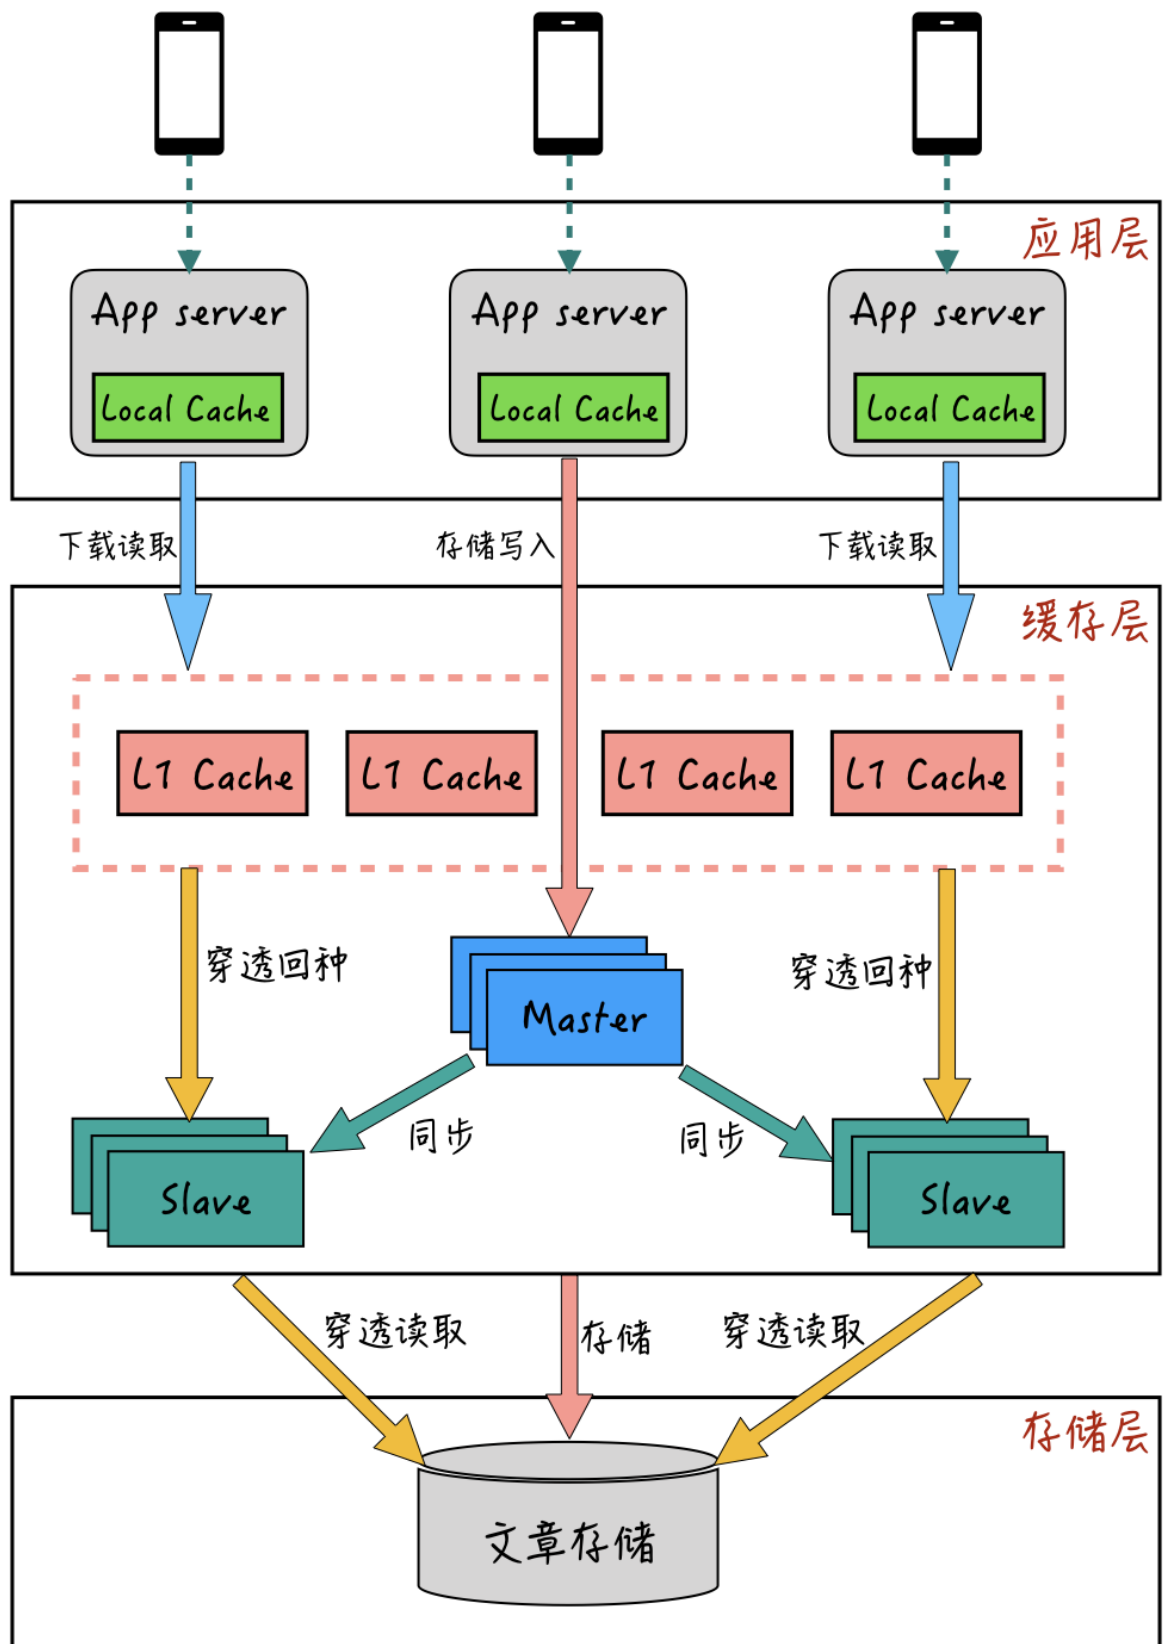 应用层
App server
App server
App server
Local Cache
Local Cache
Local Cache
下载读取
存储写入
下载读取
缓存层
L1 Cache
L1 Cache
L1 Cache
L1 Cache
穿透回种
穿透回种
Master
同步
同步
Slave
Slave
穿透读取
存储
穿透读取
存储层
文章存储